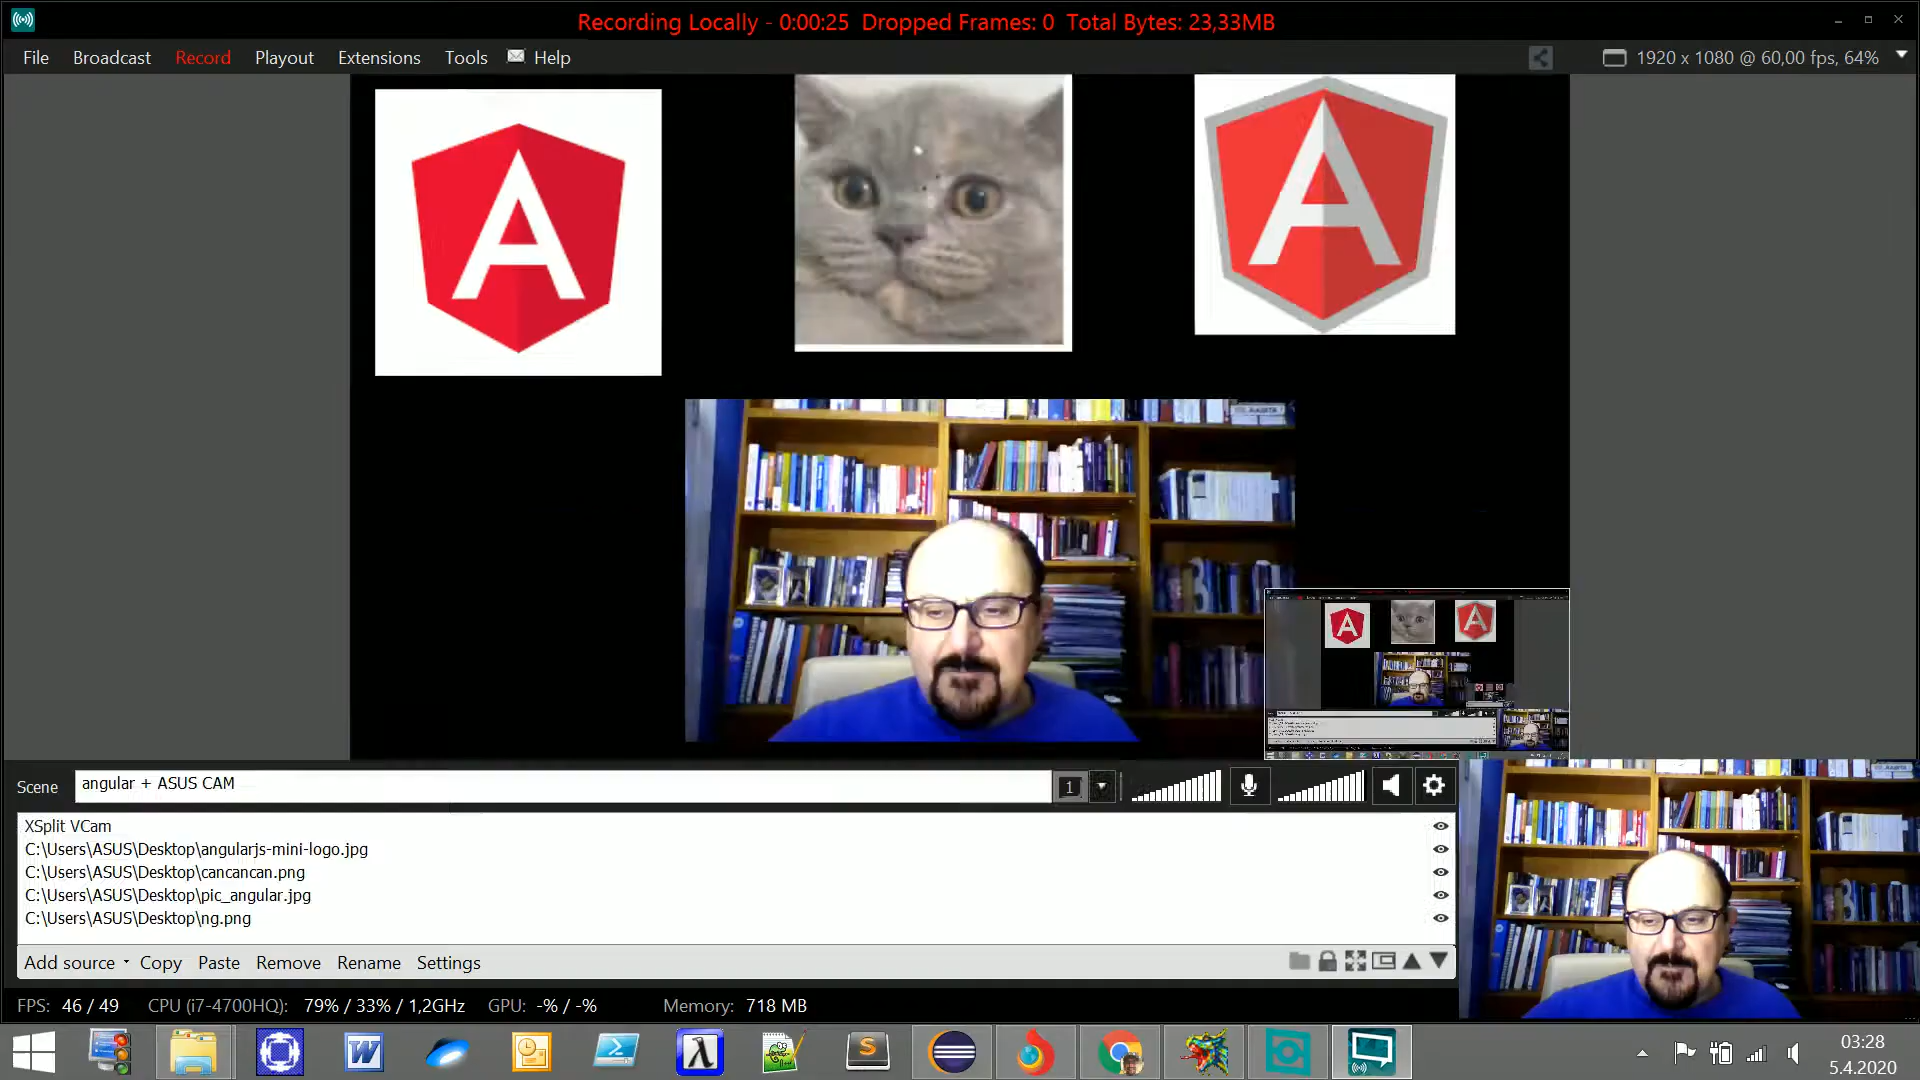 Recording Locally - 0:00:25 Dropped Frames: 0 Total Bytes: 23,33MB
File Broadcast Record Playout Extensions Tools Help 1920 x 1080 @ 60,00 fps, 64%
A A
Scene angular + ASUS CAM 1
XSplit VCam
C:\Users\ASUS\Desktop\angularjs-mini-logo.jpg
C:\Users\ASUS\Desktop\cancancan.png
C:\Users\ASUS\Desktop\pic_angular.jpg
C:\Users\ASUS\Desktop\ng.png
Add source Copy Paste Remove Rename Settings
FPS: 46 / 49 CPU (i7-4700HQ): 79% / 33% / 1,2GHz GPU: -% / -% Memory: 718 MB
W λ S
03:28
5.4.2020